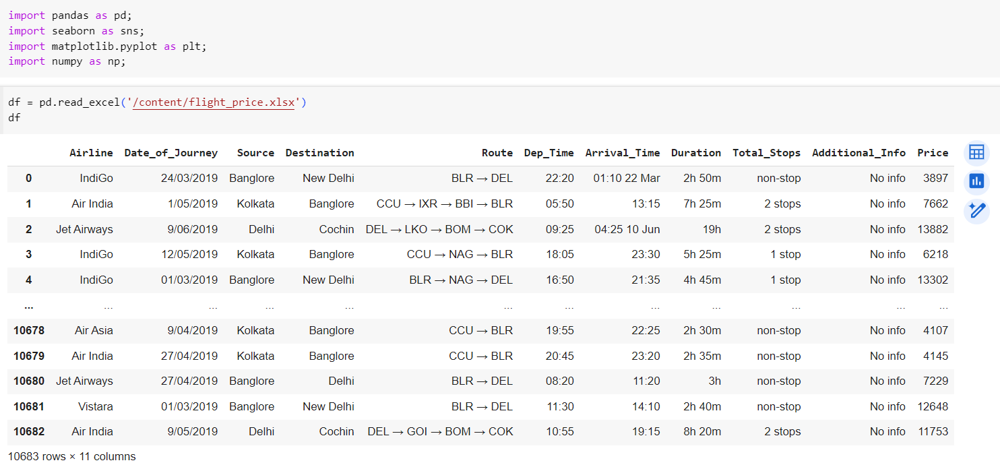 import pandas as pd;
import seaborn as sns;
import matplotlib.pyplot as plt;
import numpy as np;
df = pd.read_excel('/content/flight_price.xlsx')
df
Airline Date_of_Journey Source Destination Route Dep_Time Arrival_Time Duration Total_Stops Additional_Info Price
0 IndiGo 24/03/2019 Banglore New Delhi BLR → DEL 22:20 01:10 22 Mar 2h 50m non-stop No info 3897
1 Air India 1/05/2019 Kolkata Banglore CCU → IXR → BBI → BLR 05:50 13:15 7h 25m 2 stops No info 7662
2 Jet Airways 9/06/2019 Delhi Cochin DEL → LKO → BOM → COK 09:25 04:25 10 Jun 19h 2 stops No info 13882
3 IndiGo 12/05/2019 Kolkata Banglore CCU → NAG → BLR 18:05 23:30 5h 25m 1 stop No info 6218
4 IndiGo 01/03/2019 Banglore New Delhi BLR → NAG → DEL 16:50 21:35 4h 45m 1 stop No info 13302
... ... ... ... ... ... ... ... ... ... ... ...
10678 Air Asia 9/04/2019 Kolkata Banglore CCU → BLR 19:55 22:25 2h 30m non-stop No info 4107
10679 Air India 27/04/2019 Kolkata Banglore CCU → BLR 20:45 23:20 2h 35m non-stop No info 4145
10680 Jet Airways 27/04/2019 Banglore Delhi BLR → DEL 08:20 11:20 3h non-stop No info 7229
10681 Vistara 01/03/2019 Banglore New Delhi BLR → DEL 11:30 14:10 2h 40m non-stop No info 12648
10682 Air India 9/05/2019 Delhi Cochin DEL → GOI → BOM → COK 10:55 19:15 8h 20m 2 stops No info 11753
10683 rows × 11 columns